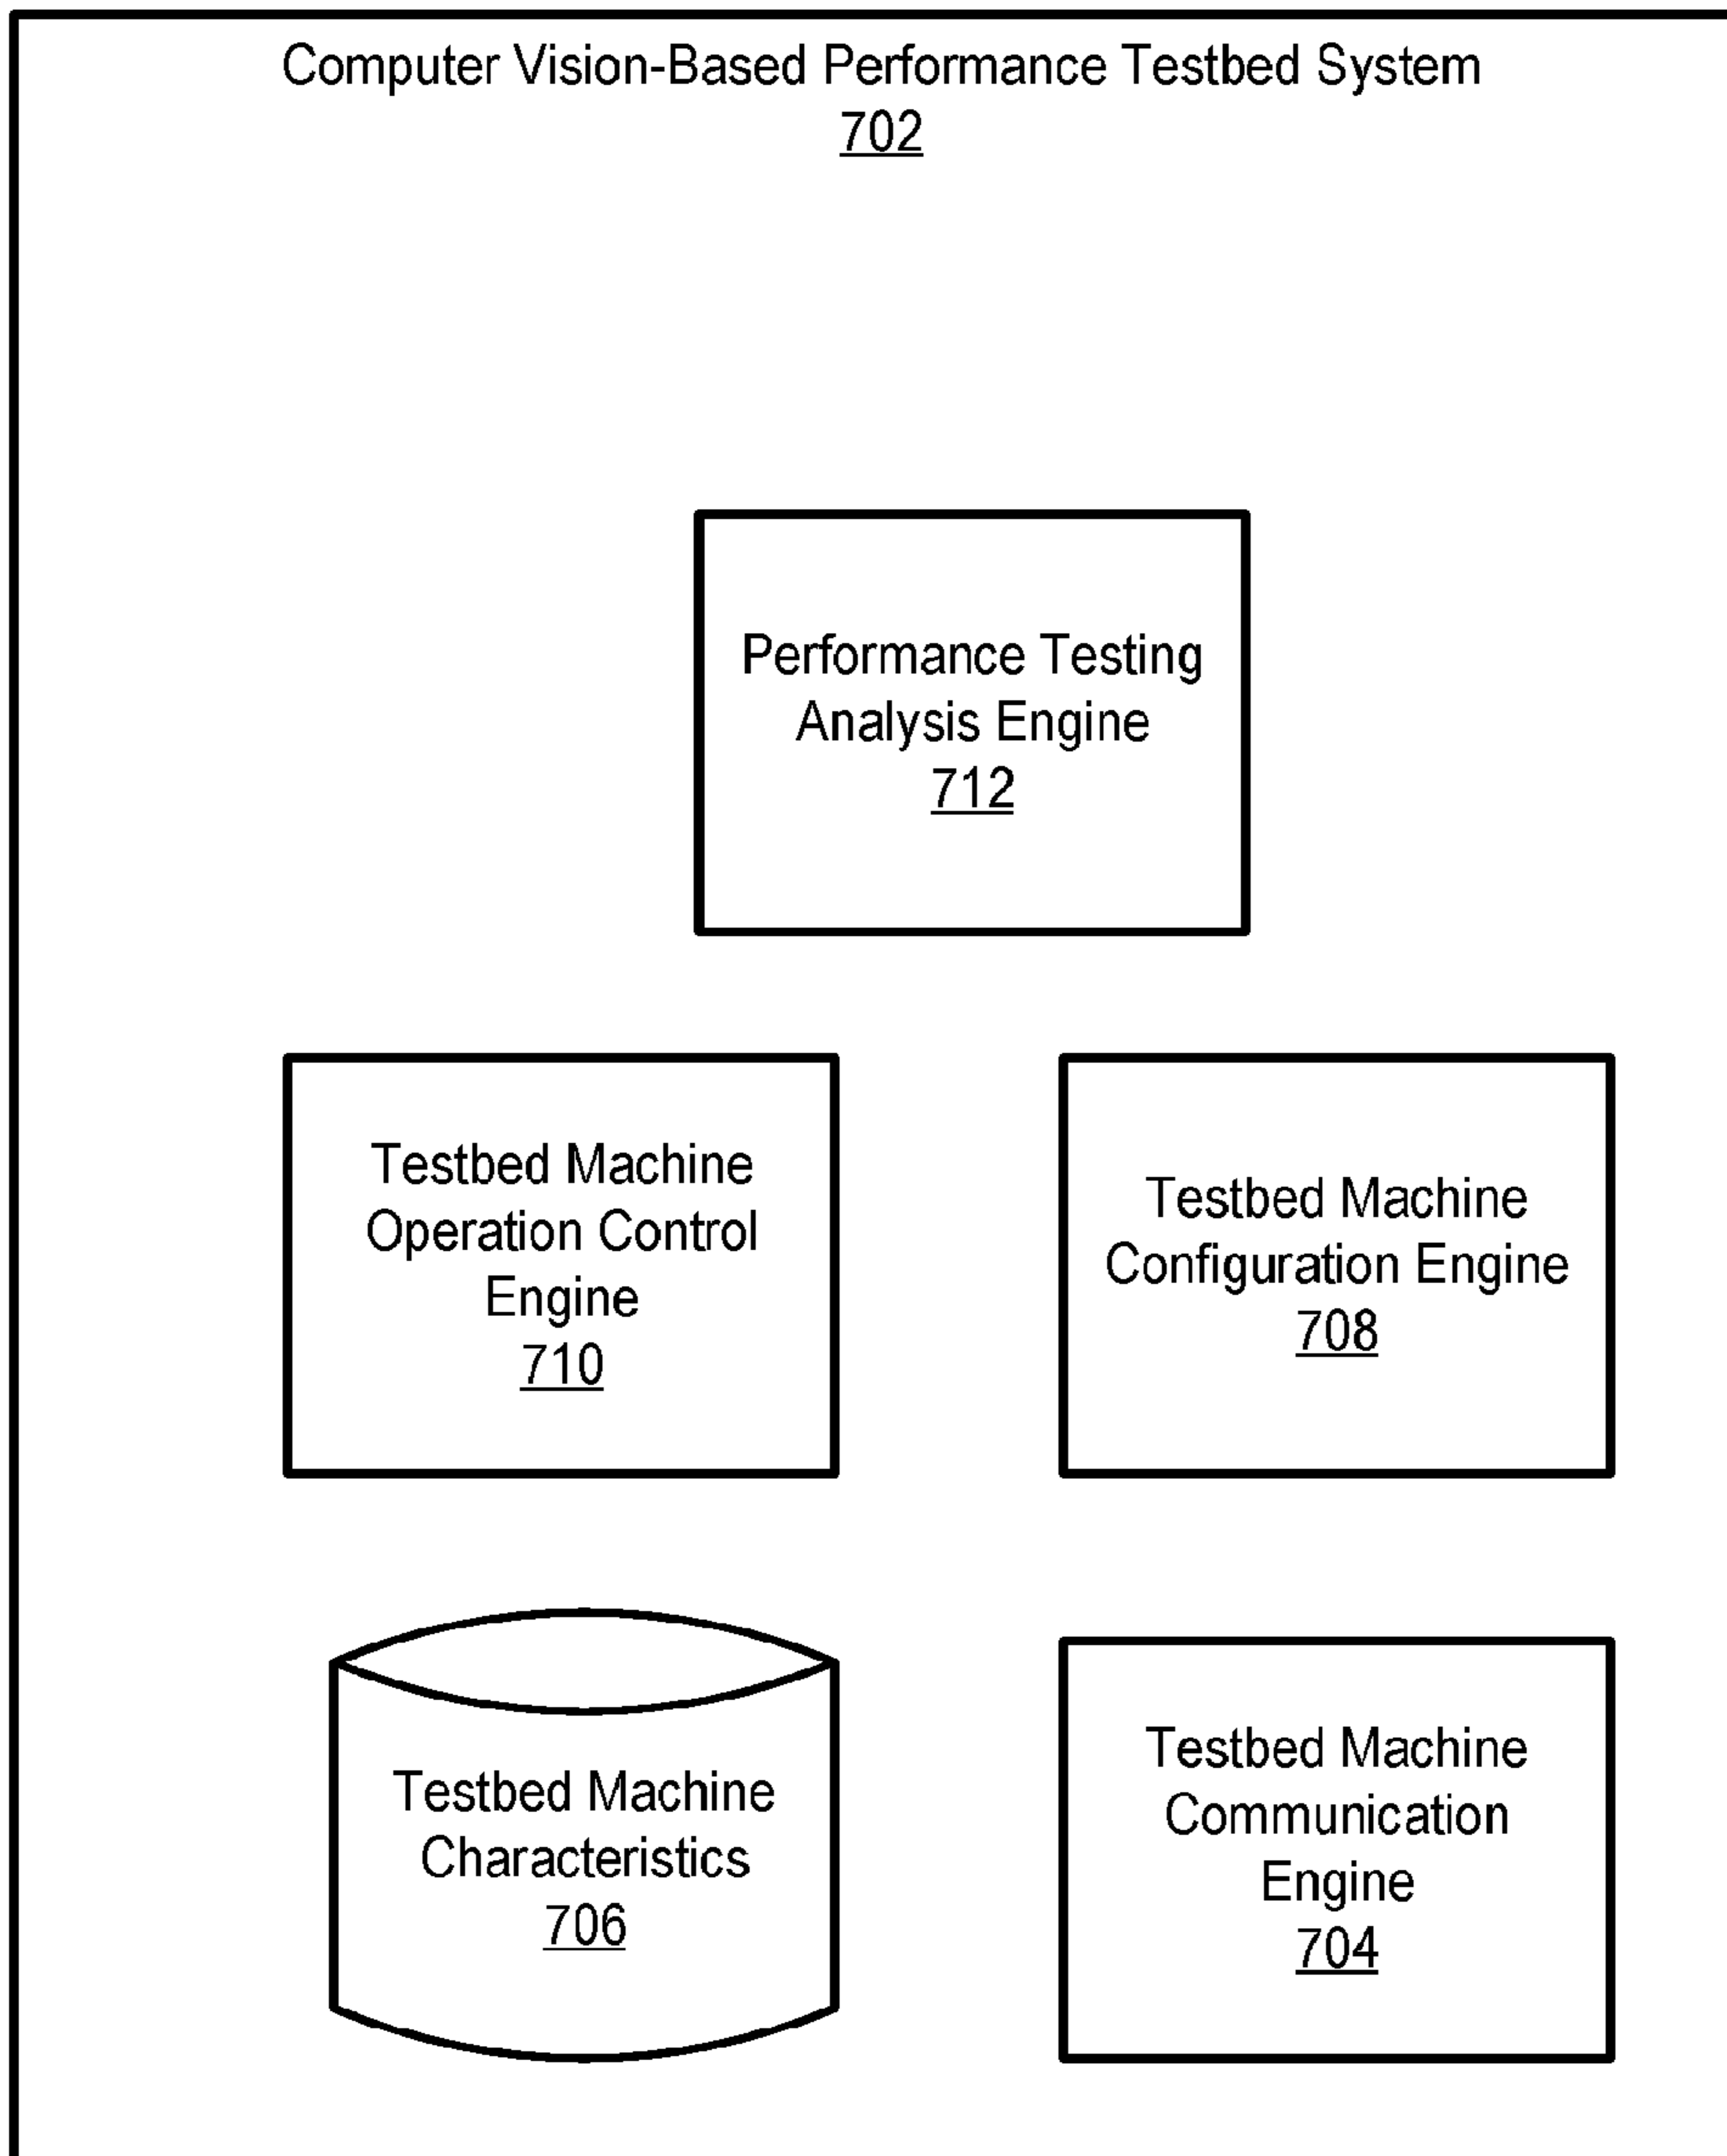 Computer Vision-Based Performance Testbed System
702
Performance Testing
Analysis Engine
712
Testbed Machine
Operation Control
Engine
710
Testbed Machine
Configuration Engine
708
Testbed Machine
Characteristics
706
Testbed Machine
Communication
Engine
704